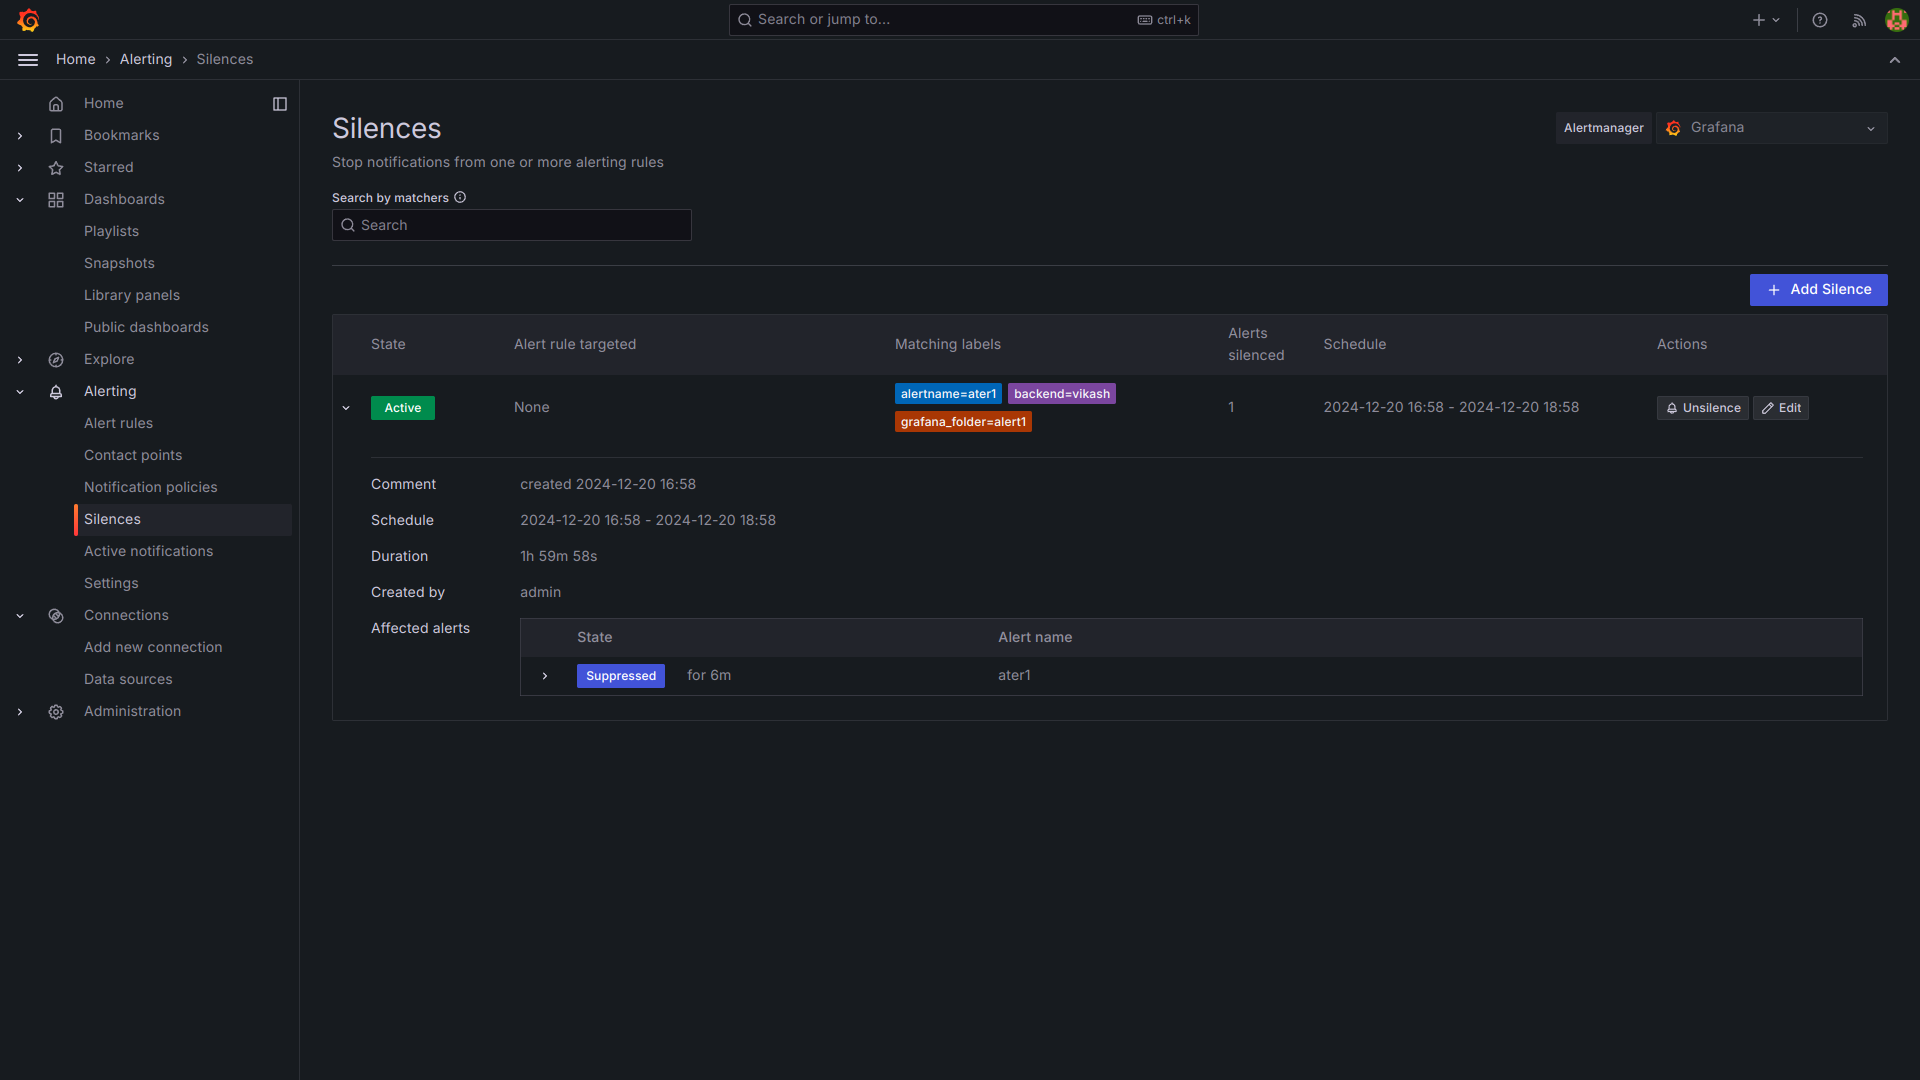 Search or jump to...
ctrl+k
Home
Alerting
Silences
Home
Bookmarks
Starred
Dashboards
Playlists
Snapshots
Library panels
Public dashboards
Explore
Alerting
Alert rules
Contact points
Notification policies
Silences
Active notifications
Settings
Connections
Add new connection
Data sources
Administration
Silences
Stop notifications from one or more alerting rules
Alertmanager
Grafana
Search by matchers
Search
Add Silence
State
Alert rule targeted
Matching labels
Alerts
silenced
Schedule
Actions
Active
None
alertname=ater1
backend=vikash
grafana_folder=alert1
1
2024-12-20 16:58 - 2024-12-20 18:58
Unsilence
Edit
Comment
created 2024-12-20 16:58
Schedule
2024-12-20 16:58 - 2024-12-20 18:58
Duration
1h 59m 58s
Created by
admin
Affected alerts
State
Alert name
Suppressed
for 6m
ater1